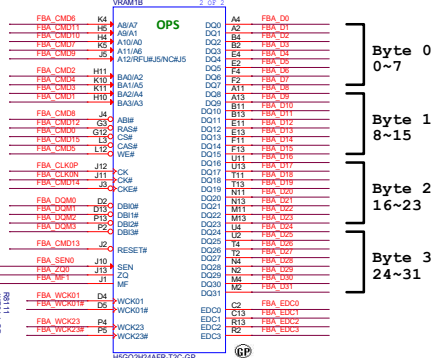 VRAM1B 2 OF 2
OPS
FBA_CMD6 K4 A8/A7
FBA_CMD11 H5 A9/A1
FBA_CMD10 H4 A10/A0
FBA_CMD7 K5 A11/A6
FBA_CMD9 J5 A12/RFU#J5/NC#J5
FBA_CMD2 H11 BA0/A2
FBA_CMD4 K10 BA1/A5
FBA_CMD3 K11 BA2/A4
FBA_CMD1 H10 BA3/A3
FBA_CMD8 J4 ABI#
FBA_CMD12 G3 RAS#
FBA_CMD0 G12 CS#
FBA_CMD15 L3 CAS#
FBA_CMD5 L12 WE#
FBA_CLK0P J12 CK
FBA_CLK0N J11 CK#
FBA_CMD14 J3 CKE#
FBA_DQM0 D2 DBI0#
FBA_DQM1 D13 DBI1#
FBA_DQM2 P13 DBI2#
FBA_DQM3 P2 DBI3#
FBA_CMD13 J2 RESET#
FBA_SEN0 J10 SEN
FBA_ZQ0 J13 ZQ
FBA_MF1 J1 MF
FBA_WCK01 D4 WCK01
FBA_WCK01# D5 WCK01#
FBA_WCK23 P4 WCK23
FBA_WCK23# P5 WCK23#
DQ0 A4 FBA_D0
DQ1 A2 FBA_D1
DQ2 B4 FBA_D2
DQ3 B2 FBA_D3
DQ4 E4 FBA_D4
DQ5 E2 FBA_D5
DQ6 F4 FBA_D6
DQ7 F2 FBA_D7
DQ8 A11 FBA_D8
DQ9 A13 FBA_D9
DQ10 B11 FBA_D10
DQ11 B13 FBA_D11
DQ12 E11 FBA_D12
DQ13 E13 FBA_D13
DQ14 F11 FBA_D14
DQ15 F13 FBA_D15
DQ16 U11 FBA_D16
DQ17 U13 FBA_D17
DQ18 T11 FBA_D18
DQ19 T13 FBA_D19
DQ20 N11 FBA_D20
DQ21 N13 FBA_D21
DQ22 M11 FBA_D22
DQ23 M13 FBA_D23
DQ24 U4 FBA_D24
DQ25 U2 FBA_D25
DQ26 T4 FBA_D26
DQ27 T2 FBA_D27
DQ28 N4 FBA_D28
DQ29 N2 FBA_D29
DQ30 M4 FBA_D30
DQ31 M2 FBA_D31
EDC0 C2 FBA_EDC0
EDC1 C13 FBA_EDC1
EDC2 R13 FBA_EDC2
EDC3 R2 FBA_EDC3
Byte 0
0~7
Byte 1
8~15
Byte 2
16~23
Byte 3
24~31
H5GQ2H24AFR-T2C-GP
GP